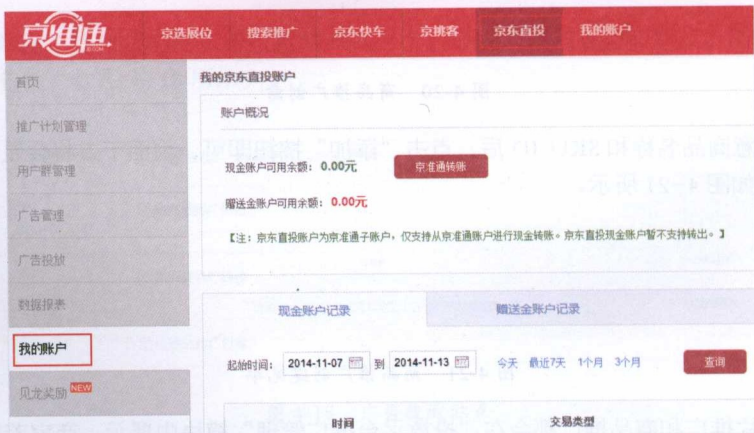 京准通
JD.COM
京选展位 搜索推广 京东快车 京挑客 京东直投 我的账户
首页
推广计划管理
用户群管理
广告管理
广告投放
数据报表
我的账户
见龙奖励 NEW
我的京东直投账户
账户概况
现金账户可用余额：0.00元 京准通转账
赠送金账户可用余额：0.00元
【注：京东直投账户为京准通子账户，仅支持从京准通账户进行现金转账。京东直投现金账户暂不支持转出。】
现金账户记录 赠送金账户记录
起始时间： 2014-11-07 到 2014-11-13 今天 最近7天 1个月 3个月 查询
时间 交易类型